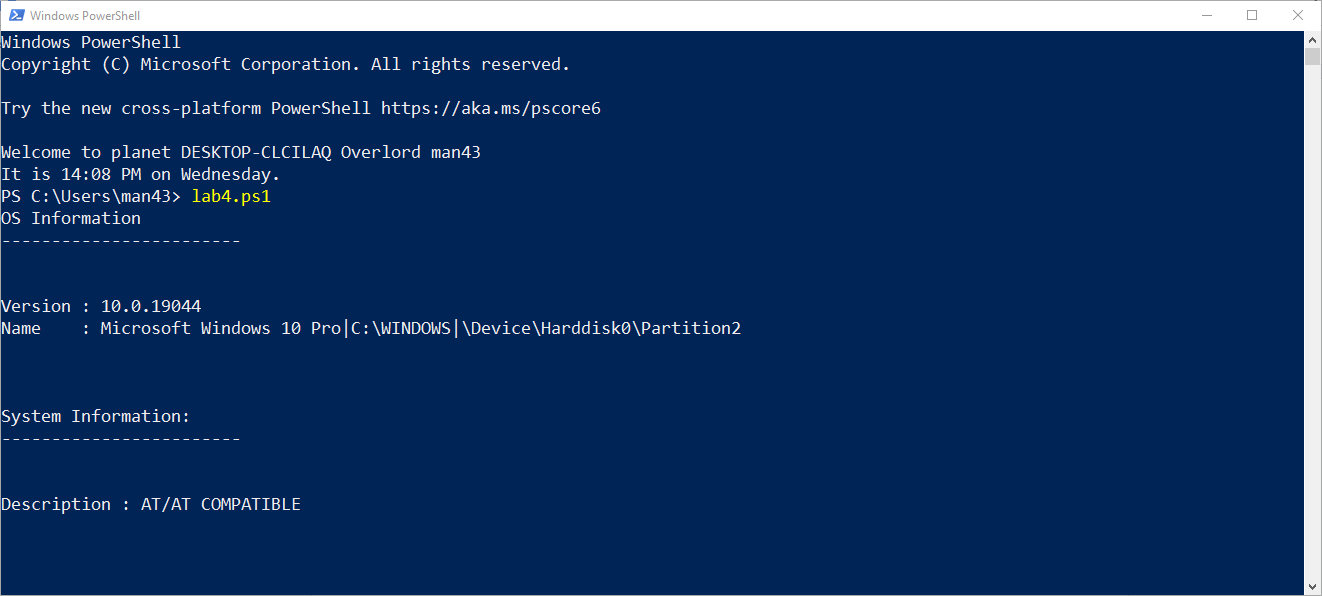 Windows PowerShell
Windows PowerShell
Copyright (C) Microsoft Corporation. All rights reserved.
Try the new cross-platform PowerShell https://aka.ms/pscore6
Welcome to planet DESKTOP-CLCILAQ Overlord man43
It is 14:08 PM on Wednesday.
PS C:\Users\man43> lab4.ps1
OS Information
------------------------
Version : 10.0.19044
Name    : Microsoft Windows 10 Pro|C:\WINDOWS|\Device\Harddisk0\Partition2
System Information:
------------------------
Description : AT/AT COMPATIBLE